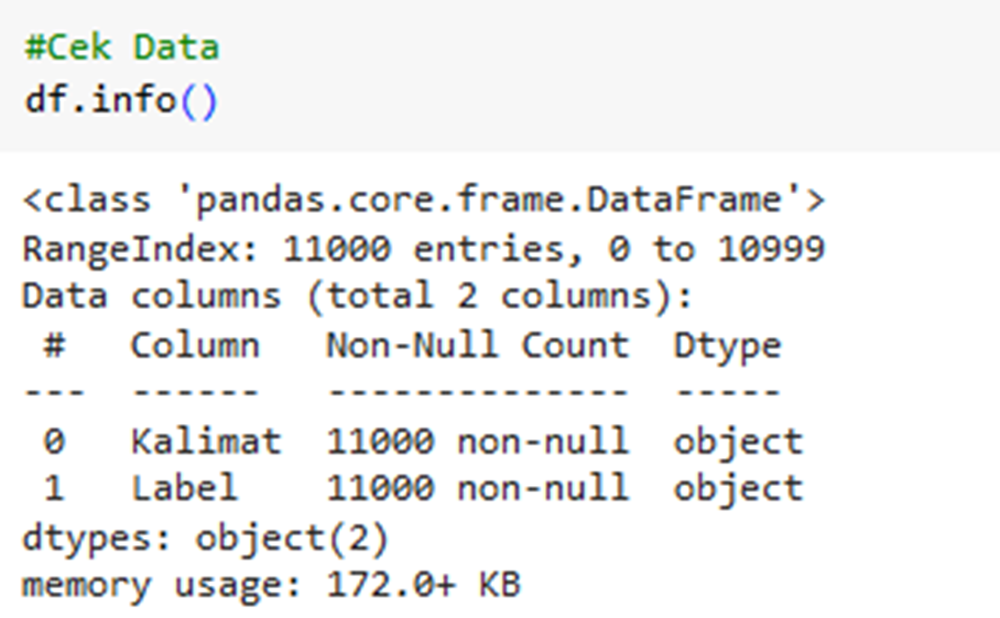 #Cek Data
df.info()
<class 'pandas.core.frame.DataFrame'>
RangeIndex: 11000 entries, 0 to 10999
Data columns (total 2 columns):
 #   Column   Non-Null Count  Dtype
---  ------   --------------  -----
 0   Kalimat  11000 non-null  object
 1   Label    11000 non-null  object
dtypes: object(2)
memory usage: 172.0+ KB